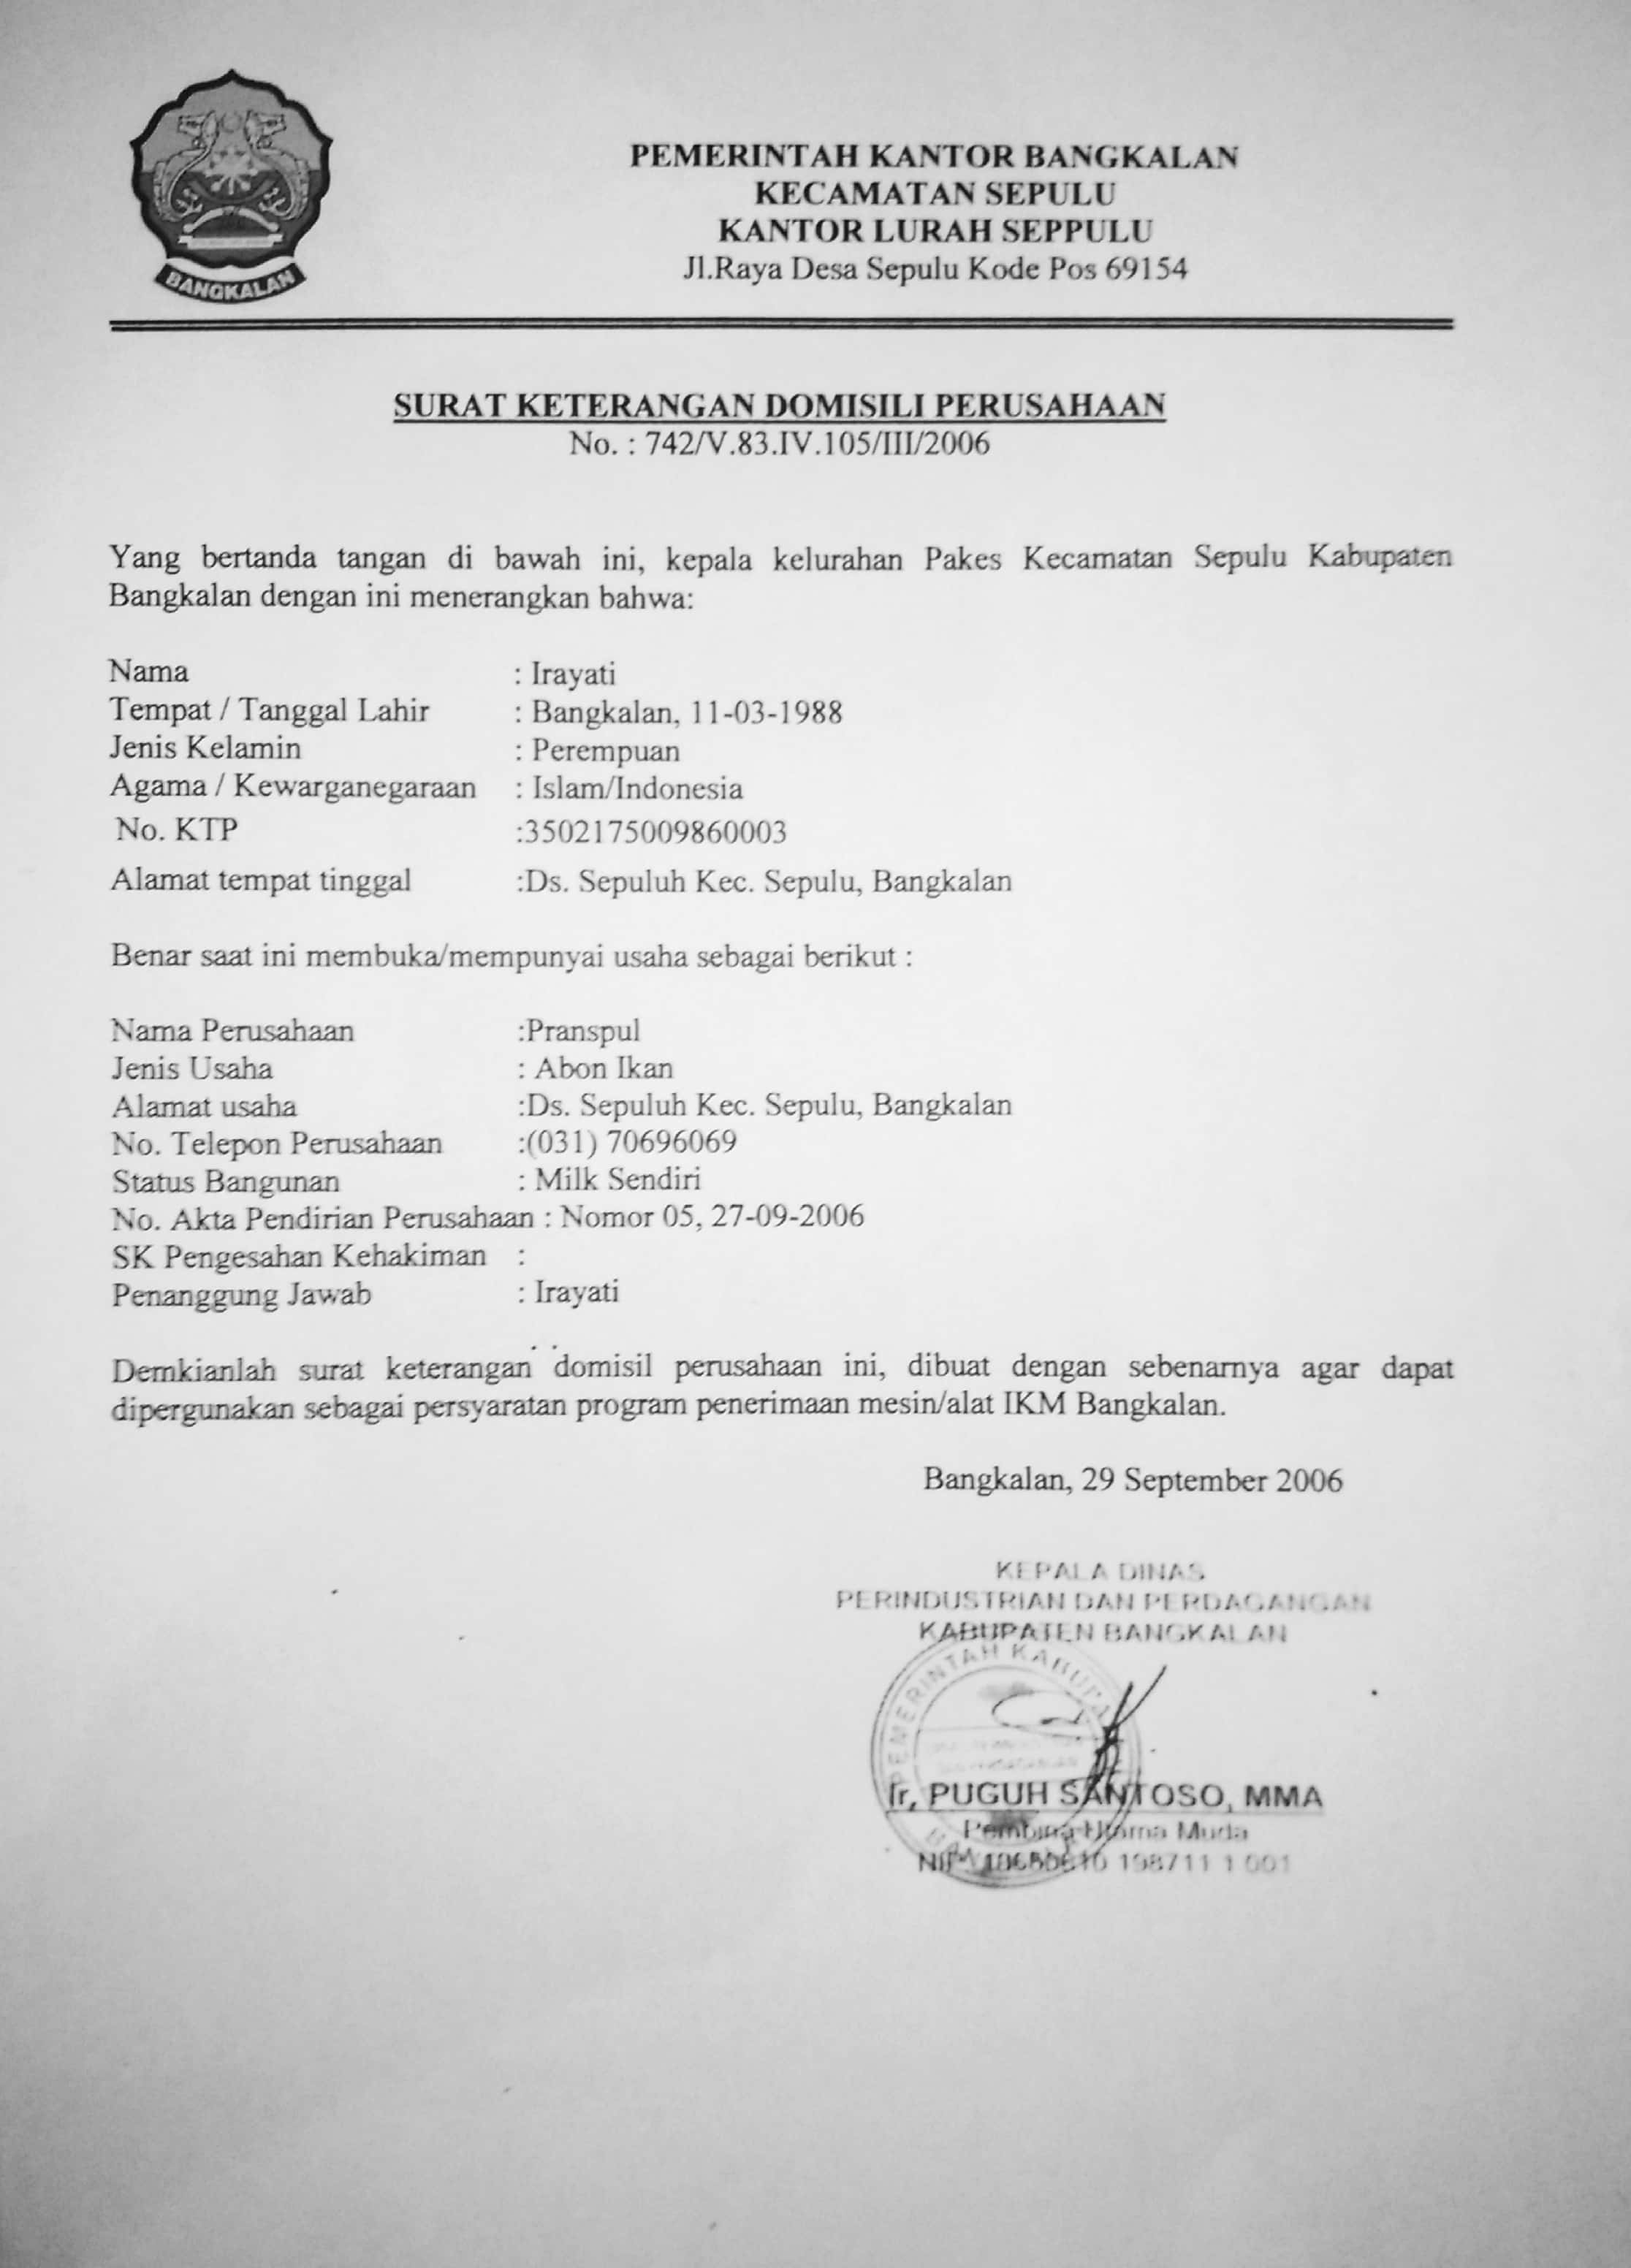 BANGKALAN
PEMERINTAH KANTOR BANGKALAN
KECAMATAN SEPULU
KANTOR LURAH SEPPULU
Jl.Raya Desa Sepulu Kode Pos 69154
SURAT KETERANGAN DOMISILI PERUSAHAAN
No. : 742/V.83.IV.105/III/2006
Yang bertanda tangan di bawah ini, kepala kelurahan Pakes Kecamatan Sepulu Kabupaten
Bangkalan dengan ini menerangkan bahwa:
Nama : Irayati
Tempat / Tanggal Lahir : Bangkalan, 11-03-1988
Jenis Kelamin : Perempuan
Agama / Kewarganegaraan : Islam/Indonesia
No. KTP :3502175009860003
Alamat tempat tinggal :Ds. Sepuluh Kec. Sepulu, Bangkalan
Benar saat ini membuka/mempunyai usaha sebagai berikut :
Nama Perusahaan :Pranspul
Jenis Usaha : Abon Ikan
Alamat usaha :Ds. Sepuluh Kec. Sepulu, Bangkalan
No. Telepon Perusahaan :(031) 70696069
Status Bangunan : Milk Sendiri
No. Akta Pendirian Perusahaan : Nomor 05, 27-09-2006
SK Pengesahan Kehakiman :
Penanggung Jawab : Irayati
Demkianlah surat keterangan domisil perusahaan ini, dibuat dengan sebenarnya agar dapat
dipergunakan sebagai persyaratan program penerimaan mesin/alat IKM Bangkalan.
Bangkalan, 29 September 2006
KEPALA DINAS
PERINDUSTRIAN DAN PERDAGANGAN
KABUPATEN BANGKALAN
PEMERINTAH
Ir, PUGUH SANTOSO, MMA
Pembina Utama Muda
NIP 198711 1 001